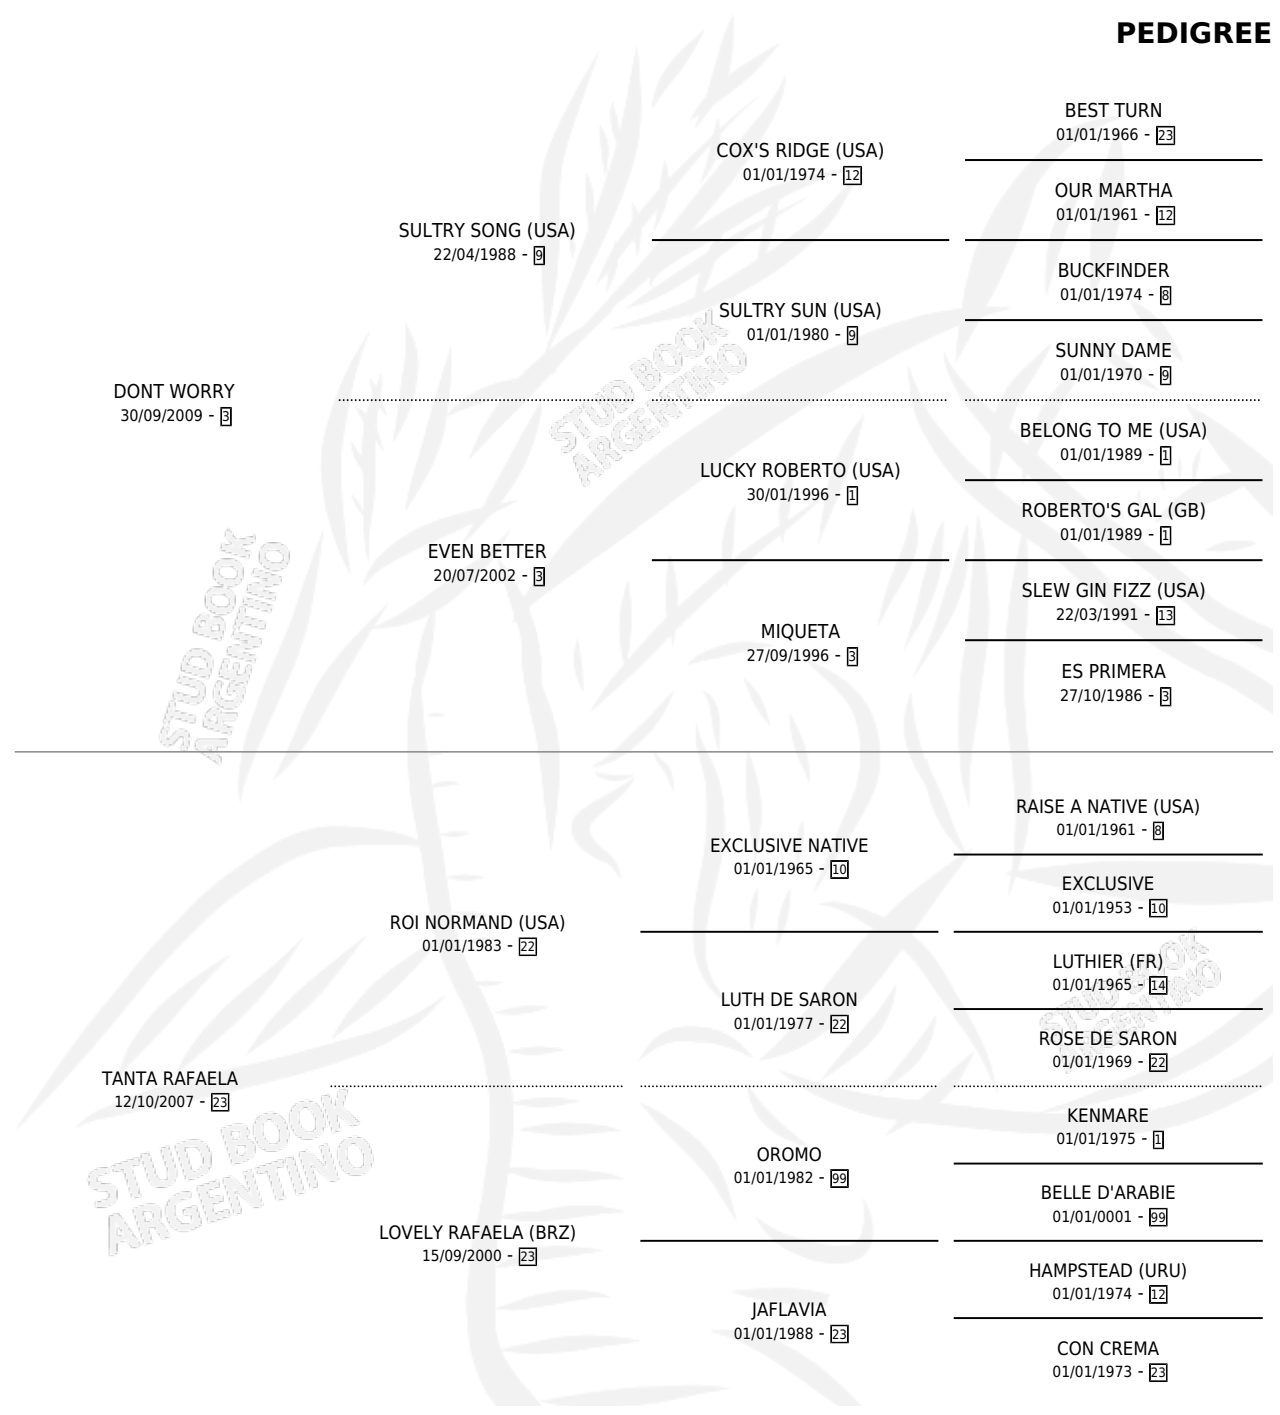 PEDIGREE
BEST TURN
01/01/1966 - 23
COX'S RIDGE (USA)
01/01/1974 - 12
OUR MARTHA
01/01/1961 - 12
SULTRY SONG (USA)
22/04/1988 - 9
BUCKFINDER
01/01/1974 - 8
SULTRY SUN (USA)
01/01/1980 - 9
SUNNY DAME
01/01/1970 - 9
DONT WORRY
30/09/2009 - 3
BELONG TO ME (USA)
01/01/1989 - 1
LUCKY ROBERTO (USA)
30/01/1996 - 1
ROBERTO'S GAL (GB)
01/01/1989 - 1
EVEN BETTER
20/07/2002 - 3
SLEW GIN FIZZ (USA)
22/03/1991 - 13
MIQUETA
27/09/1996 - 3
ES PRIMERA
27/10/1986 - 3
RAISE A NATIVE (USA)
01/01/1961 - 8
EXCLUSIVE NATIVE
01/01/1965 - 10
EXCLUSIVE
01/01/1953 - 10
ROI NORMAND (USA)
01/01/1983 - 22
LUTHIER (FR)
01/01/1965 - 14
LUTH DE SARON
01/01/1977 - 22
ROSE DE SARON
01/01/1969 - 22
TANTA RAFAELA
12/10/2007 - 23
KENMARE
01/01/1975 - 1
OROMO
01/01/1982 - 99
BELLE D'ARABIE
01/01/0001 - 99
LOVELY RAFAELA (BRZ)
15/09/2000 - 23
HAMPSTEAD (URU)
01/01/1974 - 12
JAFLAVIA
01/01/1988 - 23
CON CREMA
01/01/1973 - 23
STUD BOOK
ARGENTINO
STUD BOOK
ARGENTINO
STUD BOOK
ARGENTINO
STUD BOOK
ARGENTINO